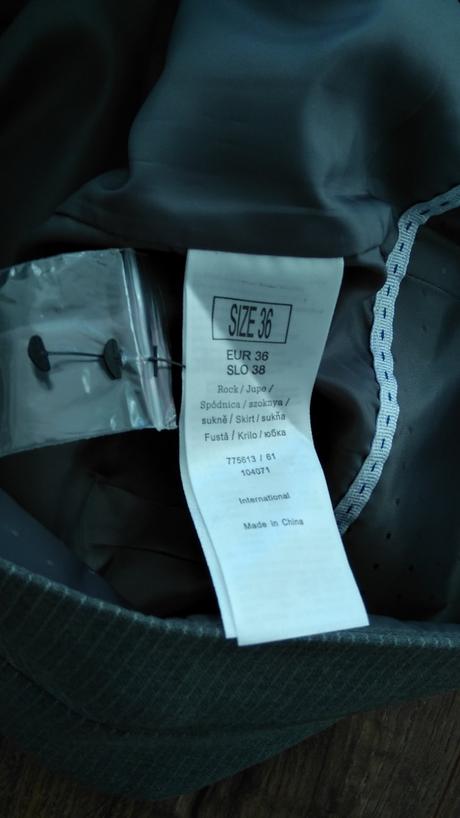 SIZE 36
EUR 36
SLO 38
Rock / Jupe /
Spódnica / szoknya /
sukně / Skirt / sukňa
Fustă / Krilo / юбка
775613 / 61
104071
International
Made in China